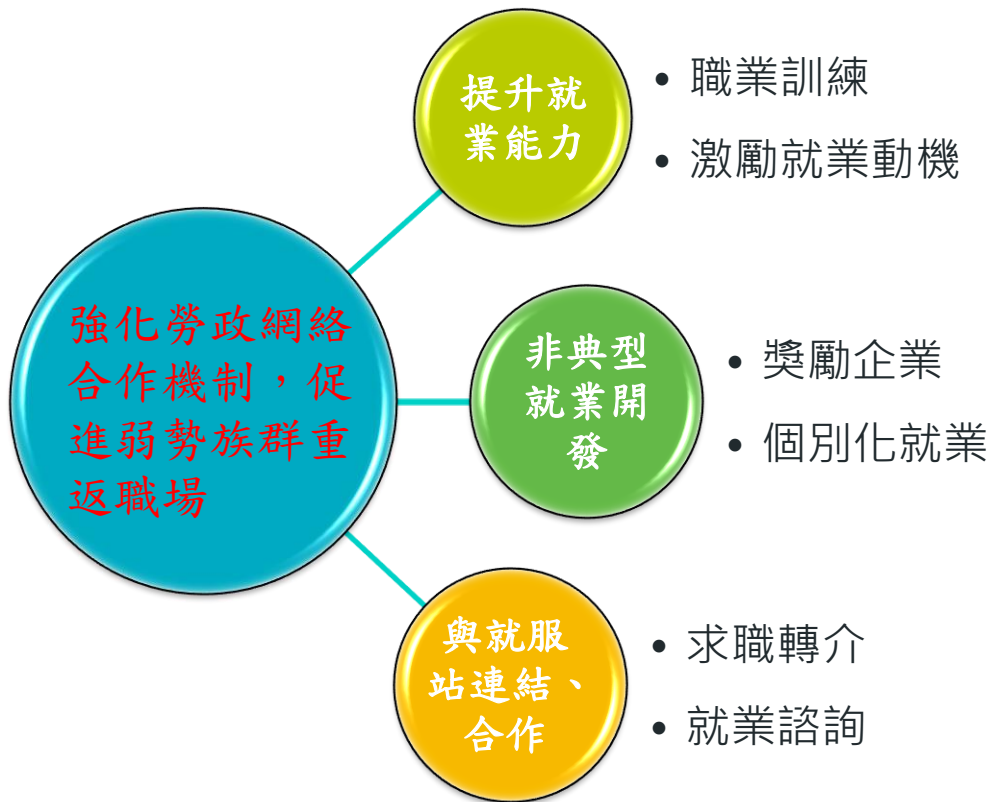 提升就
業能力
• 職業訓練
• 激勵就業動機
強化勞政網絡
合作機制，促
進弱勢族群重
返職場
非典型
就業開
發
• 獎勵企業
• 個別化就業
與就服
站連結、
合作
• 求職轉介
• 就業諮詢